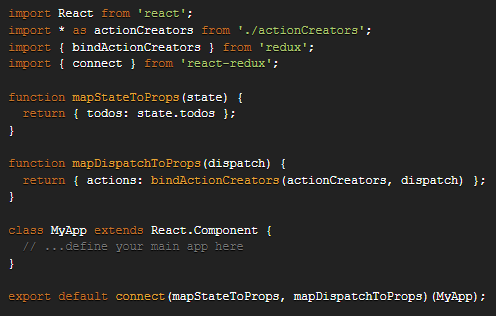 import React from 'react';
import * as actionCreators from './actionCreators';
import { bindActionCreators } from 'redux';
import { connect } from 'react-redux';

function mapStateToProps(state) {
  return { todos: state.todos };
}

function mapDispatchToProps(dispatch) {
  return { actions: bindActionCreators(actionCreators, dispatch) };
}

class MyApp extends React.Component {
  // ...define your main app here
}

export default connect(mapStateToProps, mapDispatchToProps)(MyApp);